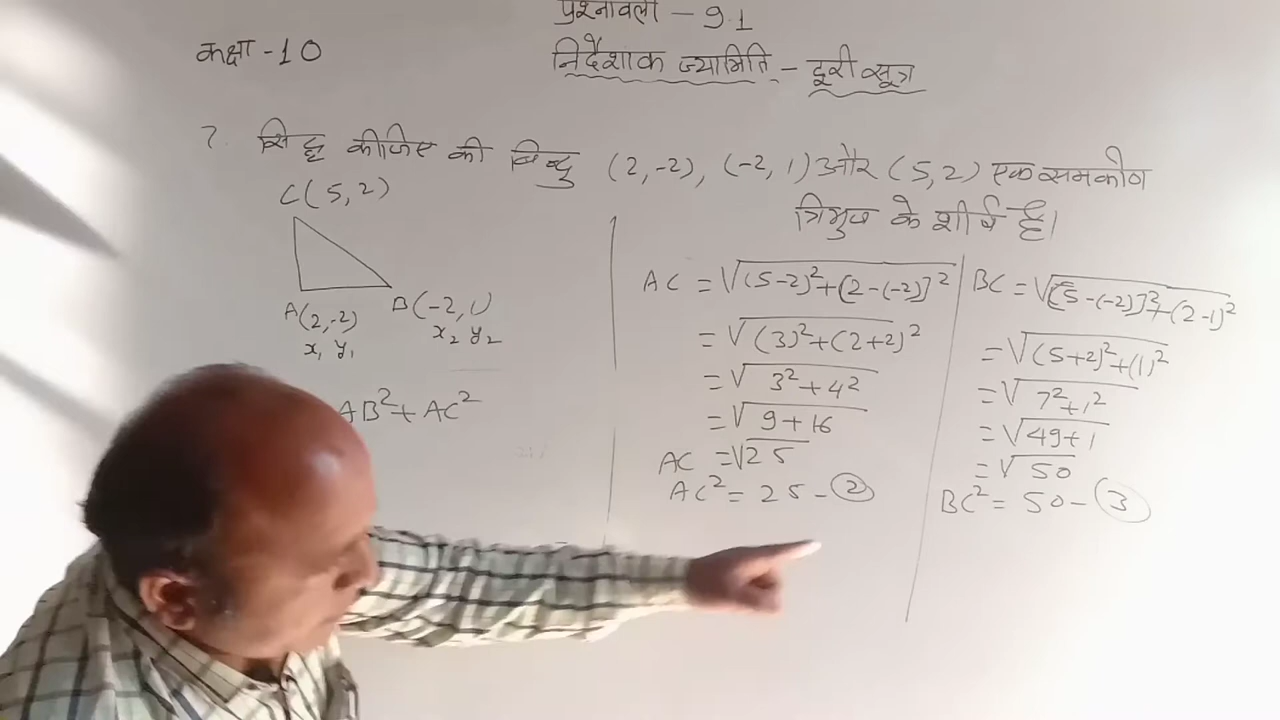 प्रश्नावली - 9.1
कक्षा - 10
निर्देशांक ज्यामिति - दूरी सूत्र
7. सिद्ध कीजिए की बिन्दु (2,-2), (-2,1) और (5,2) एक समकोण
त्रिभुज के शीर्ष है।
C(5,2)
A(2,-2)
x₁ y₁
B(-2,1)
x₂ y₂
AB²+AC²
AC = √(5-2)²+(2-(-2)]²
= √(3)²+(2+2)²
= √3²+4²
= √9+16
AC = √25
AC² = 25 - ②
BC = √[5-(-2)]²+(2-1)²
= √(5+2)²+(1)²
= √7²+1²
= √49+1
= √50
BC² = 50 - ③